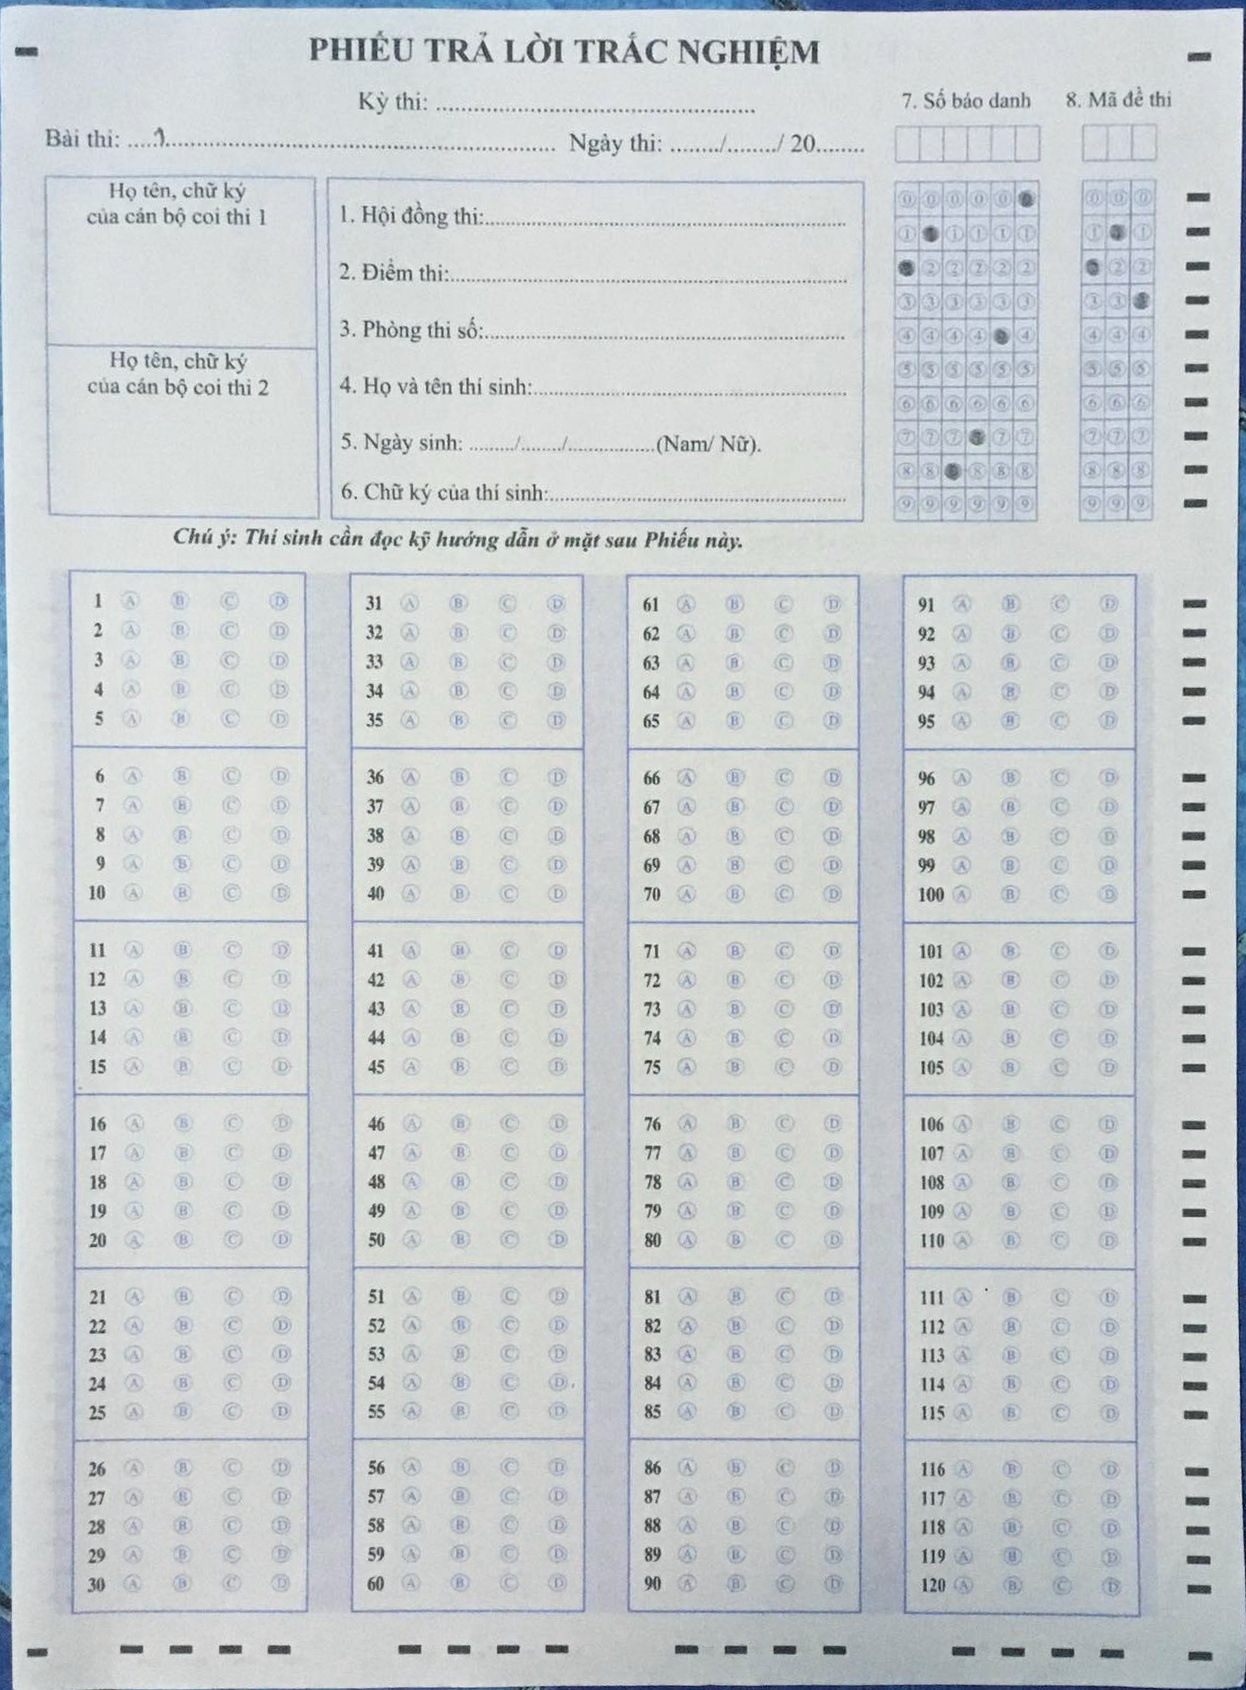 PHIẾU TRẢ LỜI TRẮC NGHIỆM
Kỳ thi: ........................................
7. Số báo danh 8. Mã đề thi
Bài thi: ....1............................................ Ngày thi: ......../......../ 20........
Họ tên, chữ ký
của cán bộ coi thi 1
Họ tên, chữ ký
của cán bộ coi thi 2
1. Hội đồng thi:........................................
2. Điểm thi:........................................
3. Phòng thi số:........................................
4. Họ và tên thí sinh:........................................
5. Ngày sinh: ......../......../................(Nam/ Nữ).
6. Chữ ký của thí sinh:........................................
0 0 0 0 0 0 0 0
1 1 1 1 1 1 1
2 2 2 2 2 2 2
3 3 3 3 3 3 3 3
4 4 4 4 4 4 4 4
5 5 5 5 5 5 5 5 5
6 6 6 6 6 6 6 6 6
7 7 7 7 7 7 7 7
8 8 8 8 8 8 8 8
9 9 9 9 9 9 9 9 9
Chú ý: Thí sinh cần đọc kỹ hướng dẫn ở mặt sau Phiếu này.
1 A B C D 31 A B C D 61 A B C D 91 A B C D
2 A B C D 32 A B C D 62 A B C D 92 A B C D
3 A B C D 33 A B C D 63 A B C D 93 A B C D
4 A B C D 34 A B C D 64 A B C D 94 A B C D
5 A B C D 35 A B C D 65 A B C D 95 A B C D
6 A B C D 36 A B C D 66 A B C D 96 A B C D
7 A B C D 37 A B C D 67 A B C D 97 A B C D
8 A B C D 38 A B C D 68 A B C D 98 A B C D
9 A B C D 39 A B C D 69 A B C D 99 A B C D
10 A B C D 40 A B C D 70 A B C D 100 A B C D
11 A B C D 41 A B C D 71 A B C D 101 A B C D
12 A B C D 42 A B C D 72 A B C D 102 A B C D
13 A B C D 43 A B C D 73 A B C D 103 A B C D
14 A B C D 44 A B C D 74 A B C D 104 A B C D
15 A B C D 45 A B C D 75 A B C D 105 A B C D
16 A B C D 46 A B C D 76 A B C D 106 A B C D
17 A B C D 47 A B C D 77 A B C D 107 A B C D
18 A B C D 48 A B C D 78 A B C D 108 A B C D
19 A B C D 49 A B C D 79 A B C D 109 A B C D
20 A B C D 50 A B C D 80 A B C D 110 A B C D
21 A B C D 51 A B C D 81 A B C D 111 A B C D
22 A B C D 52 A B C D 82 A B C D 112 A B C D
23 A B C D 53 A B C D 83 A B C D 113 A B C D
24 A B C D 54 A B C D 84 A B C D 114 A B C D
25 A B C D 55 A B C D 85 A B C D 115 A B C D
26 A B C D 56 A B C D 86 A B C D 116 A B C D
27 A B C D 57 A B C D 87 A B C D 117 A B C D
28 A B C D 58 A B C D 88 A B C D 118 A B C D
29 A B C D 59 A B C D 89 A B C D 119 A B C D
30 A B C D 60 A B C D 90 A B C D 120 A B C D